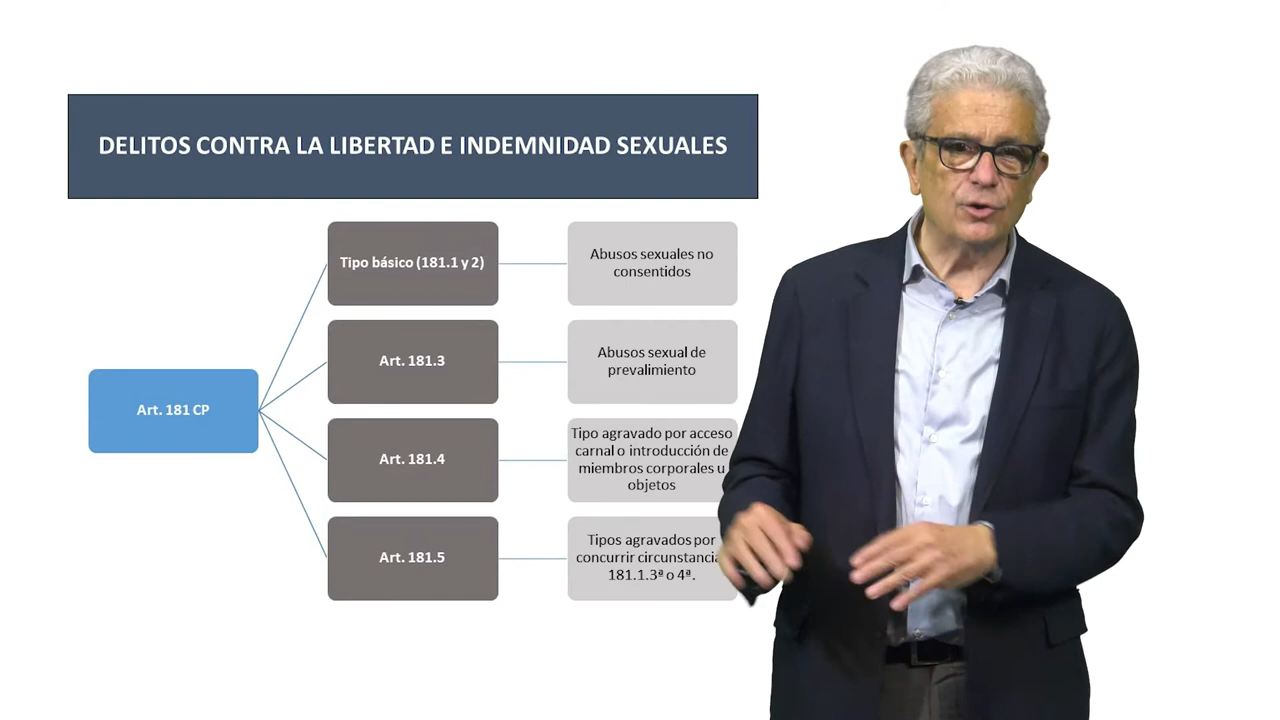 DELITOS CONTRA LA LIBERTAD E INDEMNIDAD SEXUALES
Art. 181 CP
Tipo básico (181.1 y 2)
Abusos sexuales no
consentidos
Art. 181.3
Abusos sexual de
prevalimiento
Art. 181.4
Tipo agravado por acceso
carnal o introducción de
miembros corporales u
objetos
Art. 181.5
Tipos agravados por
concurrir
181.1.3ª o 4ª.